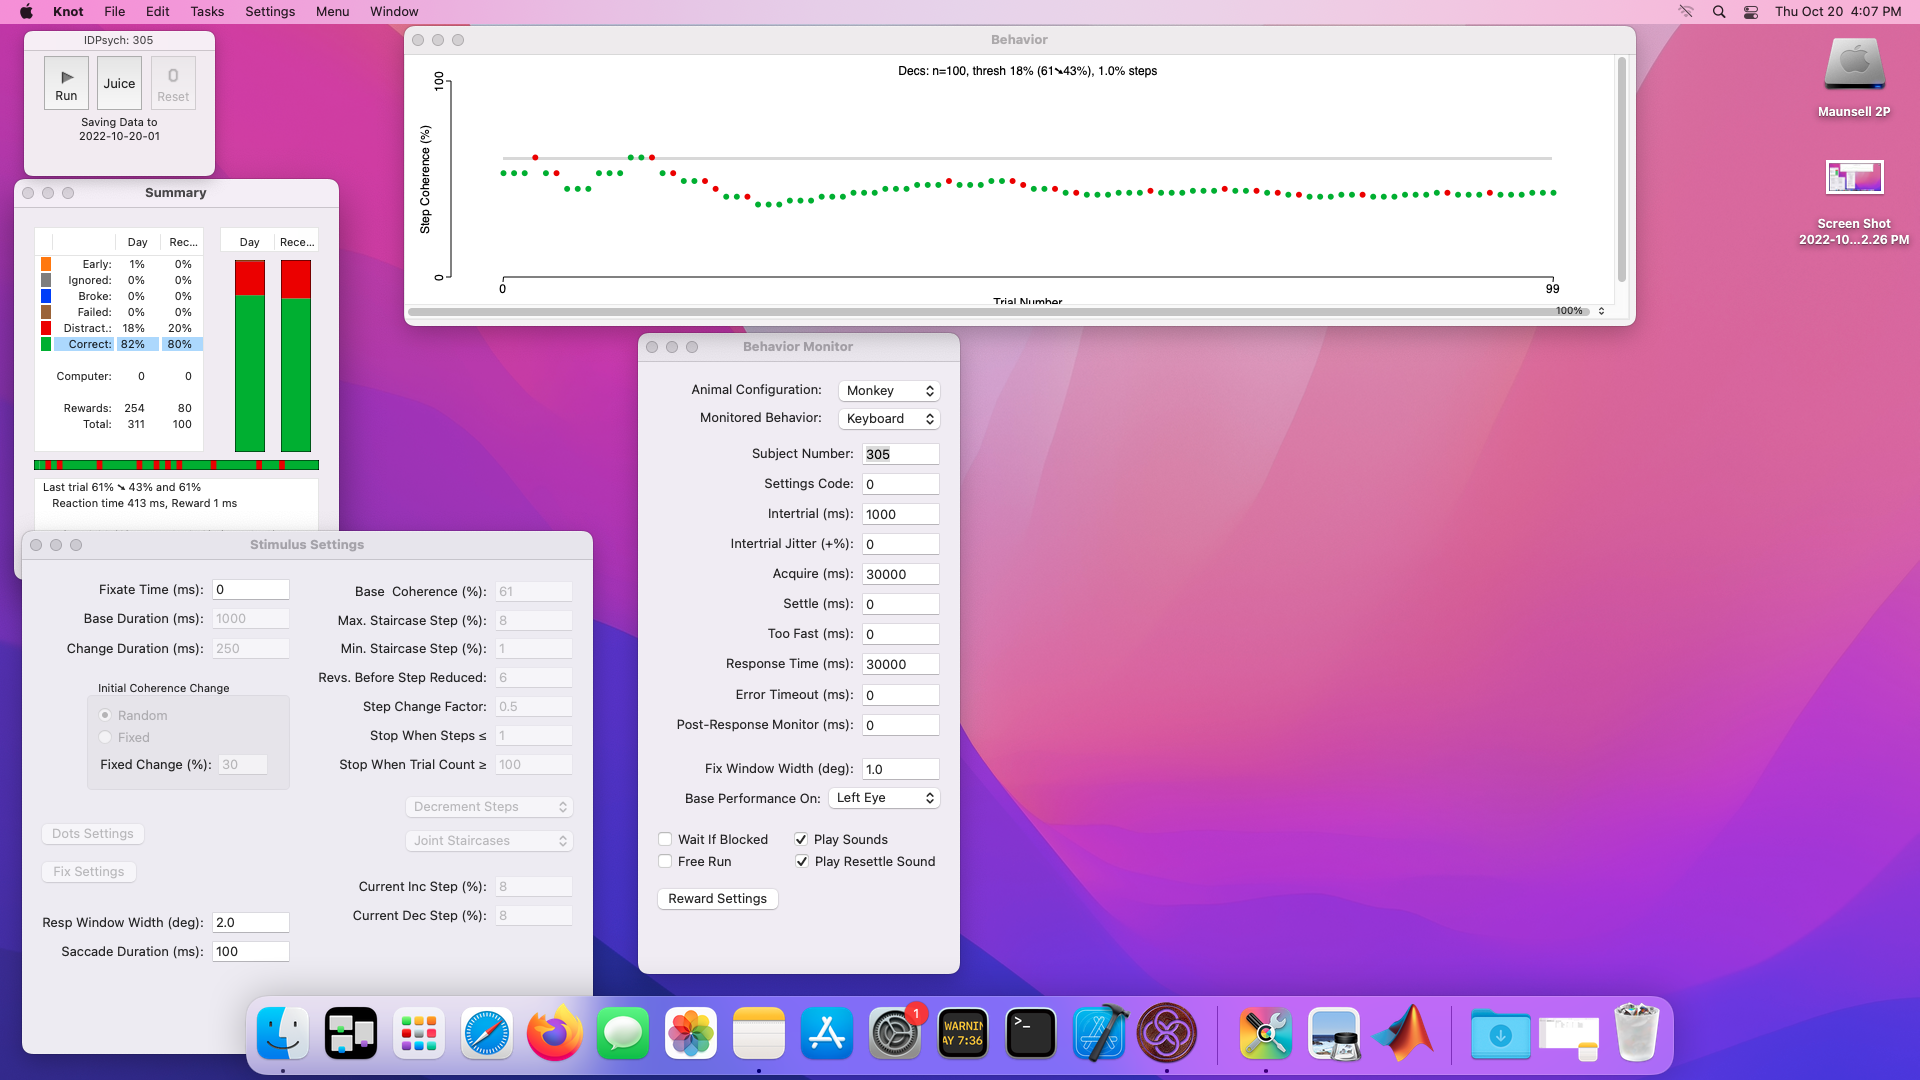 Knot File Edit Tasks Settings Menu Window Thu Oct 20 4:07 PM
IDPsych: 305
Run
Juice
0
Reset
Saving Data to
2022-10-20-01
Behavior
Decs: n=100, thresh 18% (61➘43%), 1.0% steps
100
Step Coherence (%)
0
0 99
Trial Number
100%
Maunsell 2P
Screen Shot
2022-10...2.26 PM
Summary
Day Rec... Day Rece...
Early: 1% 0%
Ignored: 0% 0%
Broke: 0% 0%
Failed: 0% 0%
Distract.: 18% 20%
Correct: 82% 80%
Computer: 0 0
Rewards: 254 80
Total: 311 100
Last trial 61% ➘ 43% and 61%
Reaction time 413 ms, Reward 1 ms
Stimulus Settings
Fixate Time (ms): 0
Base Duration (ms): 1000
Change Duration (ms): 250
Initial Coherence Change
Random
Fixed
Fixed Change (%): 30
Dots Settings
Fix Settings
Resp Window Width (deg): 2.0
Saccade Duration (ms): 100
Base Coherence (%): 61
Max. Staircase Step (%): 8
Min. Staircase Step (%): 1
Revs. Before Step Reduced: 6
Step Change Factor: 0.5
Stop When Steps ≤ 1
Stop When Trial Count ≥ 100
Decrement Steps
Joint Staircases
Current Inc Step (%): 8
Current Dec Step (%): 8
Behavior Monitor
Animal Configuration: Monkey
Monitored Behavior: Keyboard
Subject Number: 305
Settings Code: 0
Intertrial (ms): 1000
Intertrial Jitter (+%): 0
Acquire (ms): 30000
Settle (ms): 0
Too Fast (ms): 0
Response Time (ms): 30000
Error Timeout (ms): 0
Post-Response Monitor (ms): 0
Fix Window Width (deg): 1.0
Base Performance On: Left Eye
Wait If Blocked Play Sounds
Free Run Play Resettle Sound
Reward Settings
1
WARNIN
AY 7:36
>_